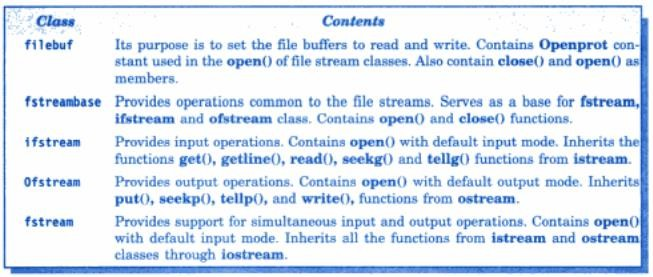 Class Contents
filebuf Its purpose is to set the file buffers to read and write. Contains Openprot con-
stant used in the open() of file stream classes. Also contain close() and open() as
members.
fstreambase Provides operations common to the file streams. Serves as a base for fstream,
ifstream and ofstream class. Contains open() and close() functions.
ifstream Provides input operations. Contains open() with default input mode. Inherits the
functions get(), getline(), read(), seekg() and tellg() functions from istream.
Ofstream Provides output operations. Contains open() with default output mode. Inherits
put(), seekp(), tellp(), and write(), functions from ostream.
fstream Provides support for simultaneous input and output operations. Contains open()
with default input mode. Inherits all the functions from istream and ostream
classes through iostream.